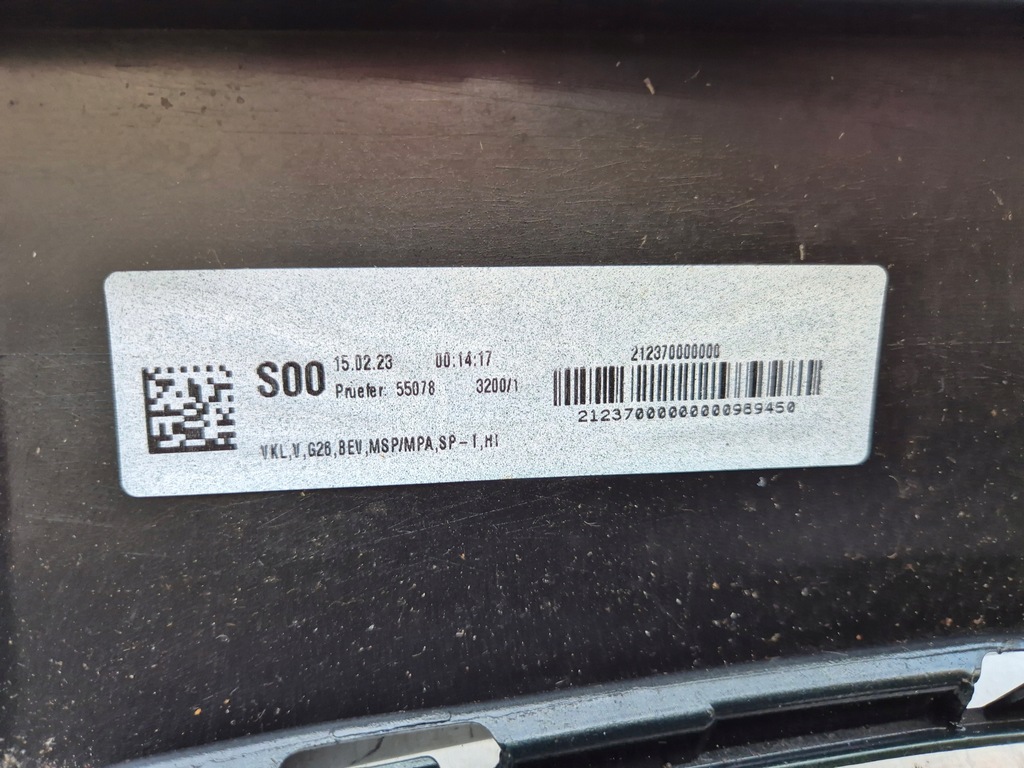 S00 15.02.23 00:14:17
Pruefer 55078 3200/1
VKL,V,G26,BEV,MSP/MPA,SP-1,HI
212370000000
21237000000000989450